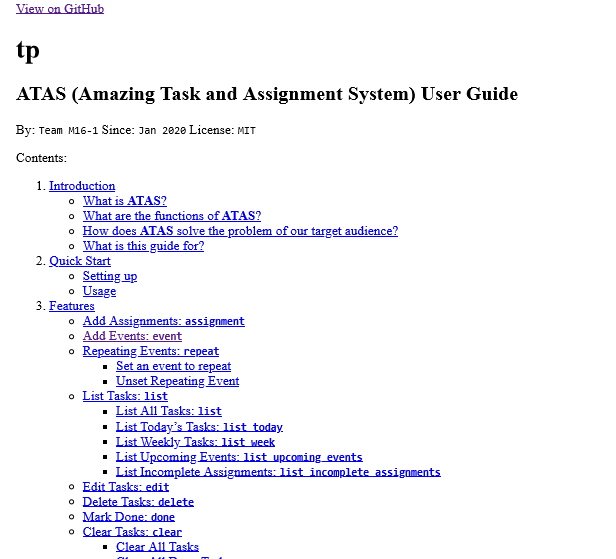 View on GitHub
tp
ATAS (Amazing Task and Assignment System) User Guide
By: Team M16-1 Since: Jan 2020 License: MIT
Contents:
1. Introduction
What is ATAS?
What are the functions of ATAS?
How does ATAS solve the problem of our target audience?
What is this guide for?
2. Quick Start
Setting up
Usage
3. Features
Add Assignments: assignment
Add Events: event
Repeating Events: repeat
Set an event to repeat
Unset Repeating Event
List Tasks: list
List All Tasks: list
List Today’s Tasks: list today
List Weekly Tasks: list week
List Upcoming Events: list upcoming events
List Incomplete Assignments: list incomplete assignments
Edit Tasks: edit
Delete Tasks: delete
Mark Done: done
Clear Tasks: clear
Clear All Tasks